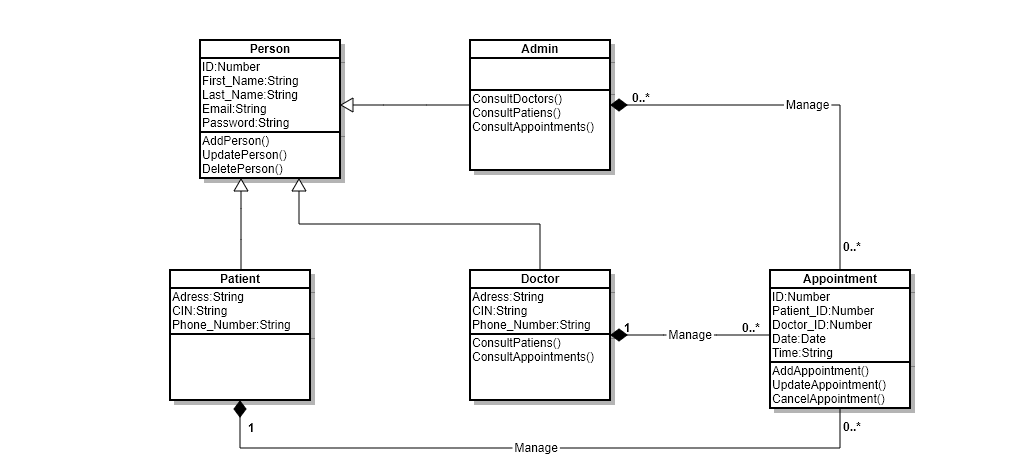 Person
ID:Number
First_Name:String
Last_Name:String
Email:String
Password:String
AddPerson()
UpdatePerson()
DeletePerson()
Admin
ConsultDoctors()
ConsultPatiens()
ConsultAppointments()
0..*
Manage
0..*
Patient
Adress:String
CIN:String
Phone_Number:String
1
Doctor
Adress:String
CIN:String
Phone_Number:String
ConsultPatiens()
ConsultAppointments()
1
Manage
0..*
Appointment
ID:Number
Patient_ID:Number
Doctor_ID:Number
Date:Date
Time:String
AddAppointment()
UpdateAppointment()
CancelAppointment()
0..*
Manage